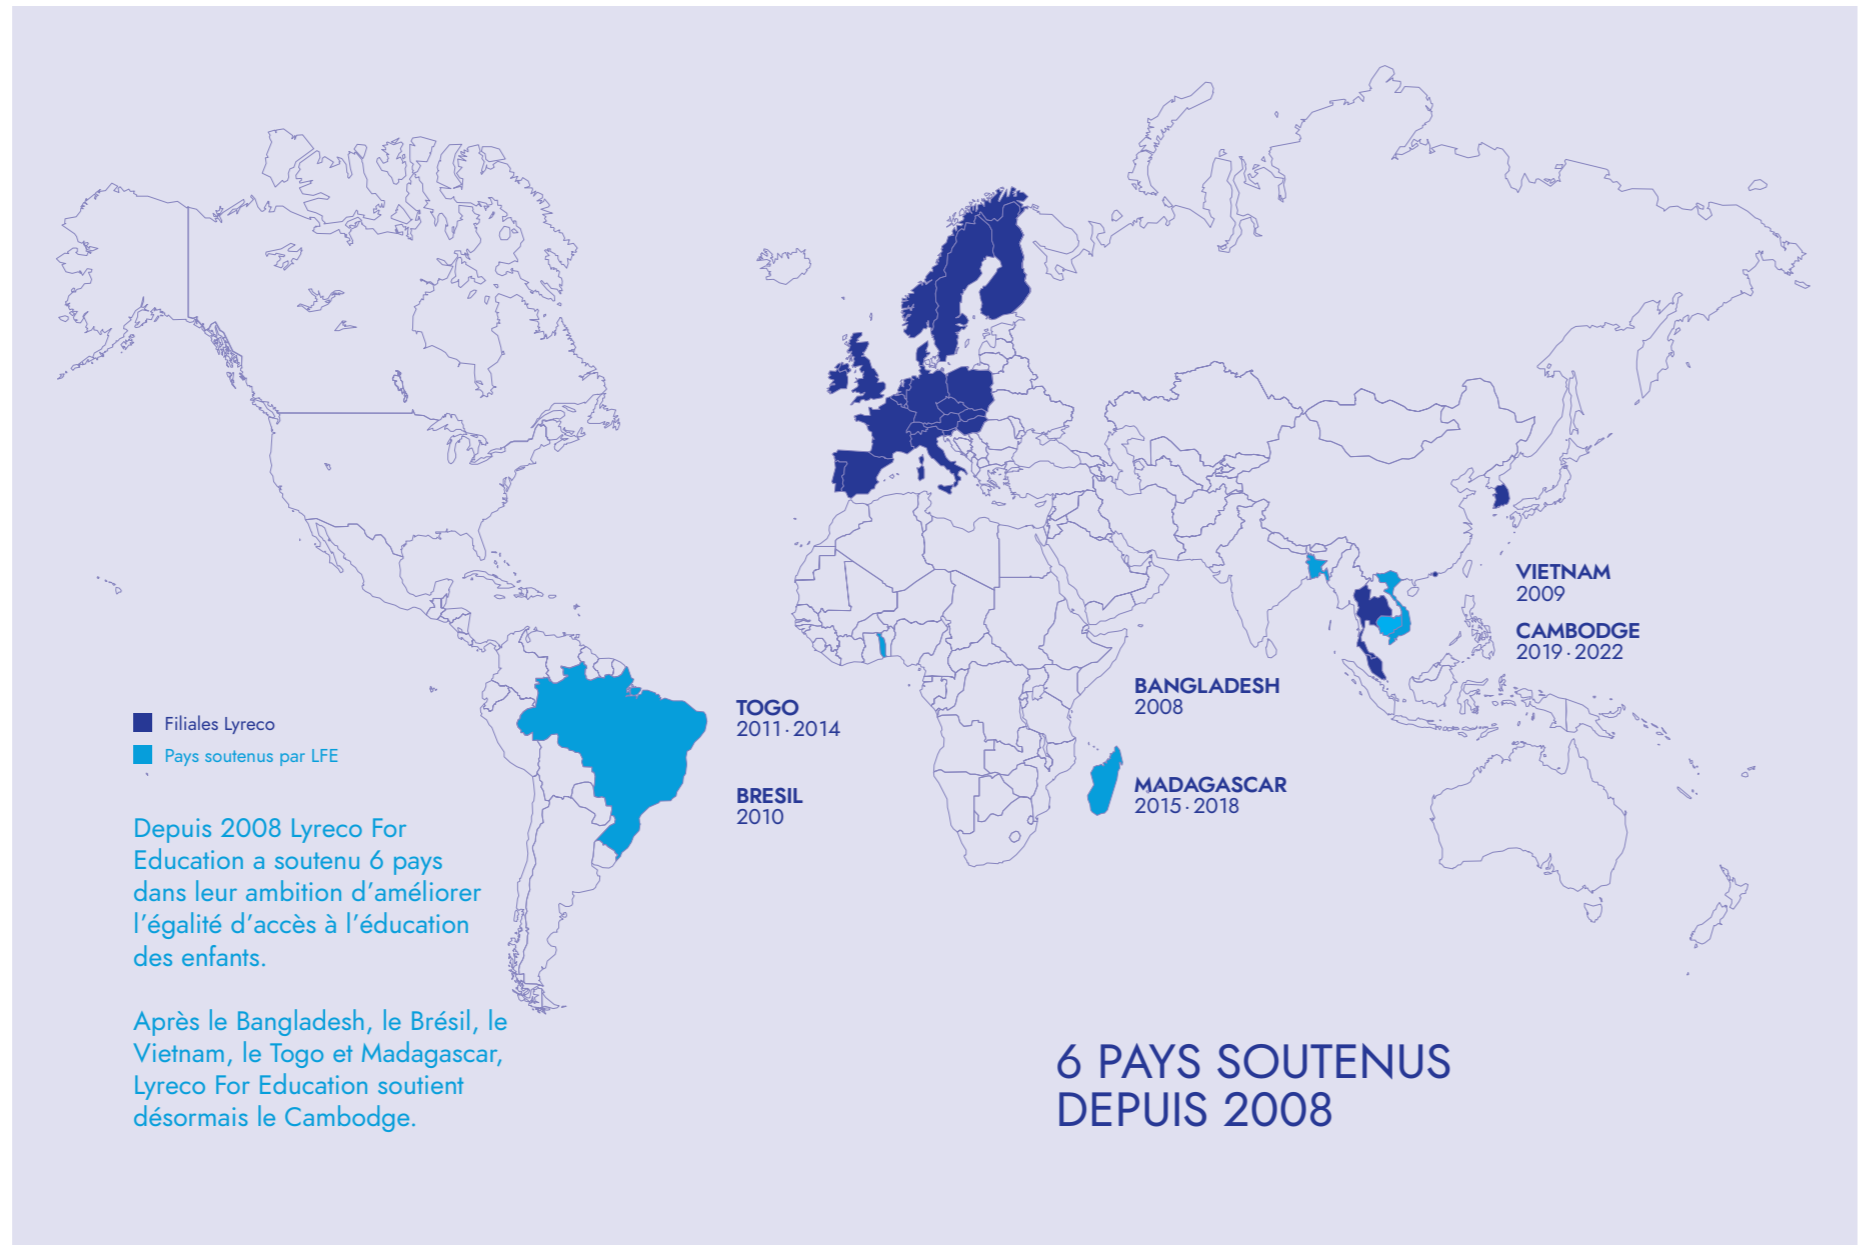 VIETNAM
2009
CAMBODGE
2019·2022
BANGLADESH
2008
TOGO
2011·2014
MADAGASCAR
2015·2018
BRESIL
2010
Filiales Lyreco
Pays soutenus par LFE
Depuis 2008 Lyreco For
Education a soutenu 6 pays
dans leur ambition d’améliorer
l’égalité d’accès à l’éducation
des enfants.
Après le Bangladesh, le Brésil, le
Vietnam, le Togo et Madagascar,
Lyreco For Education soutient
désormais le Cambodge.
6 PAYS SOUTENUS
DEPUIS 2008